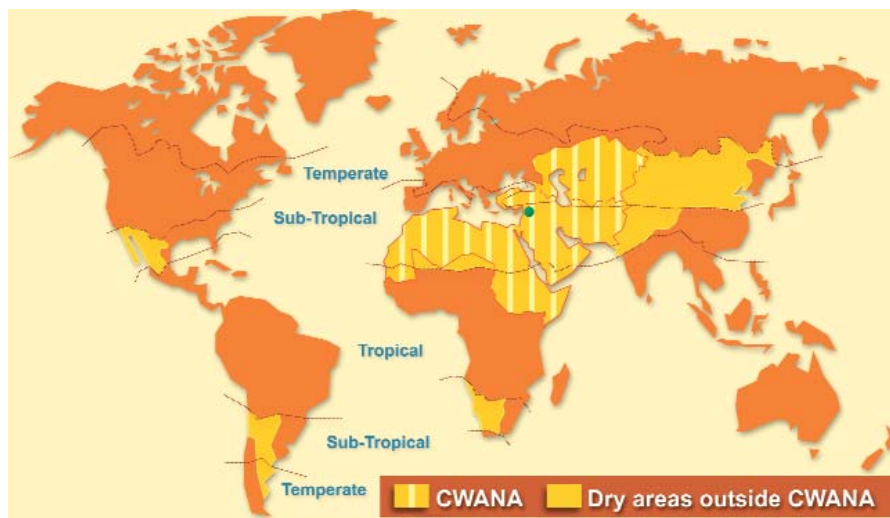 Temperate
Sub-Tropical
Tropical
Sub-Tropical
Temperate
CWANA Dry areas outside CWANA